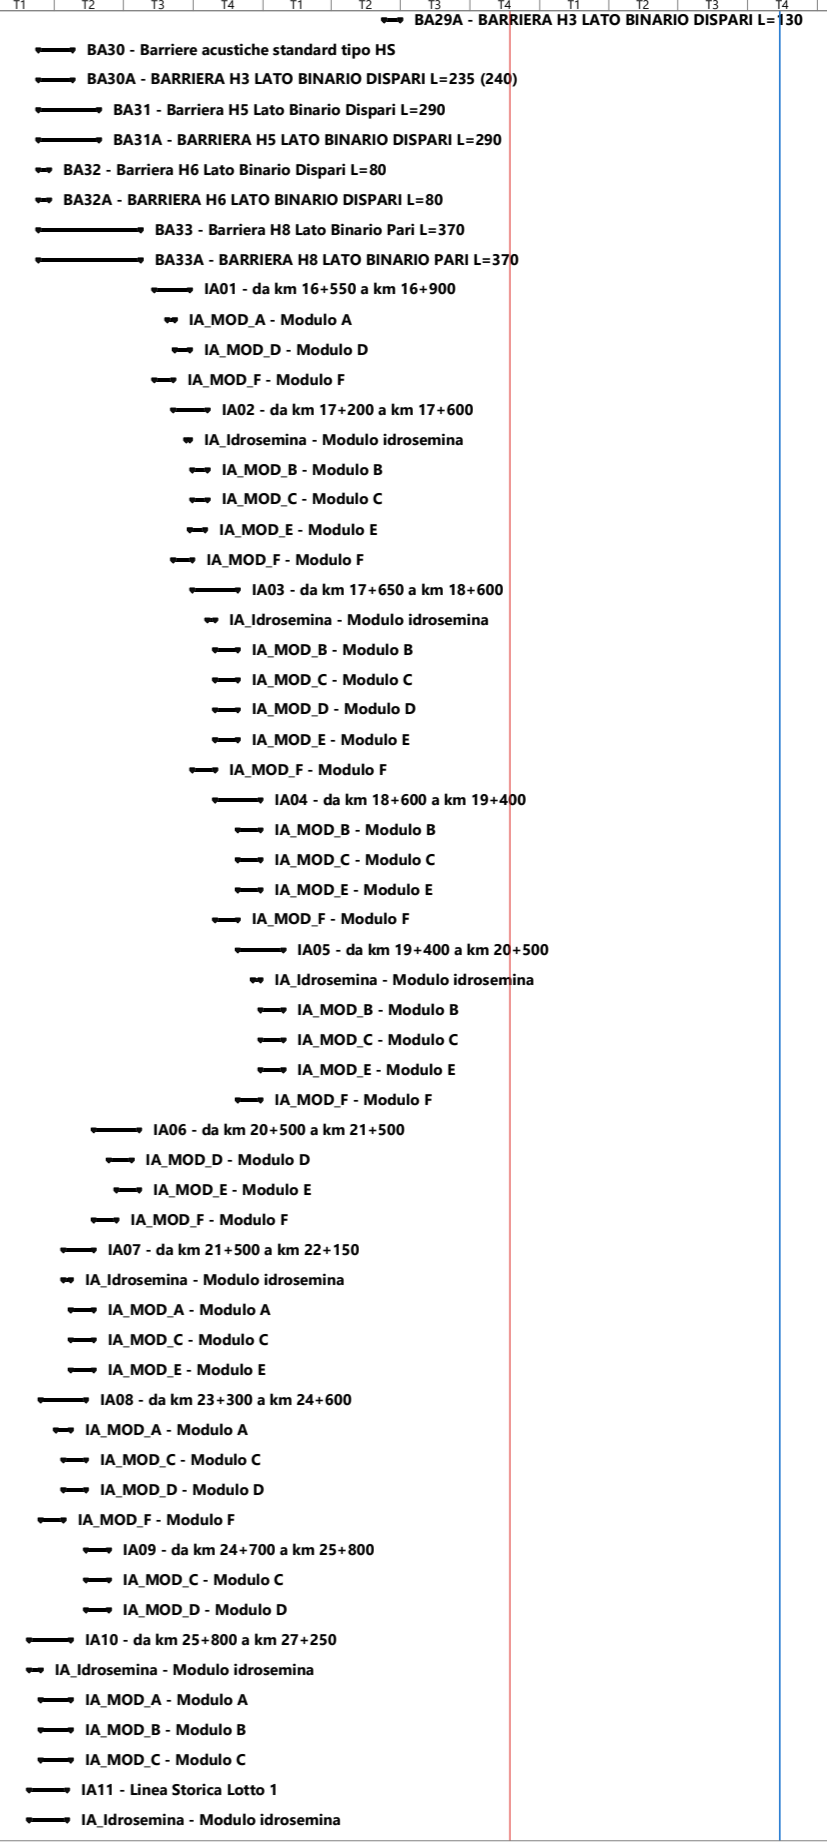 T1 T2 T3 T4 T1 T2 T3 T4 T1 T2 T3 T4
BA29A - BARRIERA H3 LATO BINARIO DISPARI L=130
BA30 - Barriere acustiche standard tipo HS
BA30A - BARRIERA H3 LATO BINARIO DISPARI L=235 (240)
BA31 - Barriera H5 Lato Binario Dispari L=290
BA31A - BARRIERA H5 LATO BINARIO DISPARI L=290
BA32 - Barriera H6 Lato Binario Dispari L=80
BA32A - BARRIERA H6 LATO BINARIO DISPARI L=80
BA33 - Barriera H8 Lato Binario Pari L=370
BA33A - BARRIERA H8 LATO BINARIO PARI L=370
IA01 - da km 16+550 a km 16+900
IA_MOD_A - Modulo A
IA_MOD_D - Modulo D
IA_MOD_F - Modulo F
IA02 - da km 17+200 a km 17+600
IA_Idrosemina - Modulo idrosemina
IA_MOD_B - Modulo B
IA_MOD_C - Modulo C
IA_MOD_E - Modulo E
IA_MOD_F - Modulo F
IA03 - da km 17+650 a km 18+600
IA_Idrosemina - Modulo idrosemina
IA_MOD_B - Modulo B
IA_MOD_C - Modulo C
IA_MOD_D - Modulo D
IA_MOD_E - Modulo E
IA_MOD_F - Modulo F
IA04 - da km 18+600 a km 19+400
IA_MOD_B - Modulo B
IA_MOD_C - Modulo C
IA_MOD_E - Modulo E
IA_MOD_F - Modulo F
IA05 - da km 19+400 a km 20+500
IA_Idrosemina - Modulo idrosemina
IA_MOD_B - Modulo B
IA_MOD_C - Modulo C
IA_MOD_E - Modulo E
IA_MOD_F - Modulo F
IA06 - da km 20+500 a km 21+500
IA_MOD_D - Modulo D
IA_MOD_E - Modulo E
IA_MOD_F - Modulo F
IA07 - da km 21+500 a km 22+150
IA_Idrosemina - Modulo idrosemina
IA_MOD_A - Modulo A
IA_MOD_C - Modulo C
IA_MOD_E - Modulo E
IA08 - da km 23+300 a km 24+600
IA_MOD_A - Modulo A
IA_MOD_C - Modulo C
IA_MOD_D - Modulo D
IA_MOD_F - Modulo F
IA09 - da km 24+700 a km 25+800
IA_MOD_C - Modulo C
IA_MOD_D - Modulo D
IA10 - da km 25+800 a km 27+250
IA_Idrosemina - Modulo idrosemina
IA_MOD_A - Modulo A
IA_MOD_B - Modulo B
IA_MOD_C - Modulo C
IA11 - Linea Storica Lotto 1
IA_Idrosemina - Modulo idrosemina